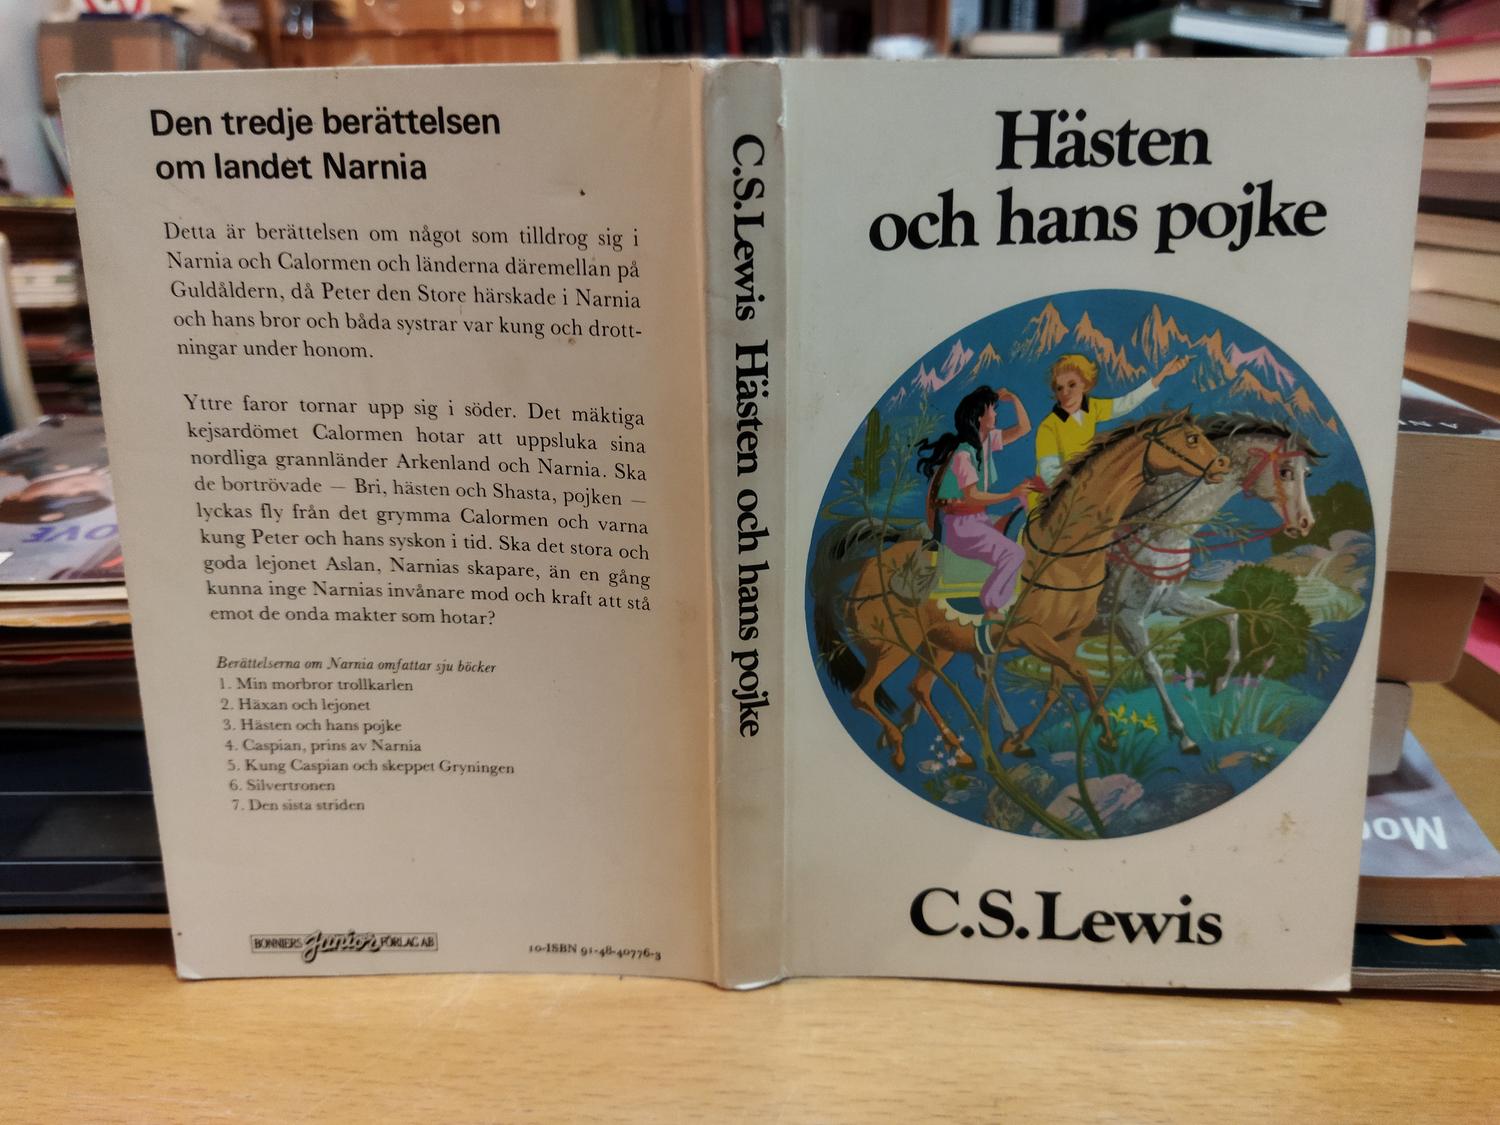 Den tredje berättelsen
om landet Narnia
Detta är berättelsen om något som tilldrog sig i
Narnia och Calormen och länderna däremellan på
Guldåldern, då Peter den Store härskade i Narnia
och hans bror och båda systrar var kung och drott-
ningar under honom.
Yttre faror tornar upp sig i söder. Det mäktiga
kejsardömet Calormen hotar att uppsluka sina
nordliga grannländer Arkenland och Narnia. Ska
de bortrövade — Bri, hästen och Shasta, pojken —
lyckas fly från det grymma Calormen och varna
kung Peter och hans syskon i tid. Ska det stora och
goda lejonet Aslan, Narnias skapare, än en gång
kunna inge Narnias invånare mod och kraft att stå
emot de onda makter som hotar?
Berättelserna om Narnia omfattar sju böcker
1. Min morbror trollkarlen
2. Häxan och lejonet
3. Hästen och hans pojke
4. Caspian, prins av Narnia
5. Kung Caspian och skeppet Gryningen
6. Silvertronen
7. Den sista striden
BONNIERS Junior FÖRLAG AB
10-ISBN 91-48-40776-3
C.S.Lewis Hästen och hans pojke
Hästen
och hans pojke
C.S.Lewis